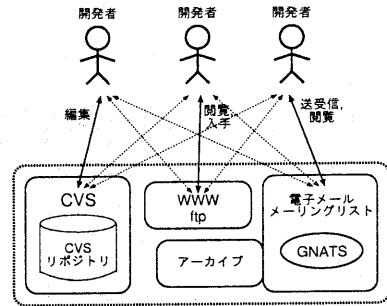 開発者
開発者
開発者
編集
閲覧,
入手
送受信,
閲覧
CVS
CVS
リポジトリ
WWW
ftp
アーカイブ
電子メール
メーリングリスト
GNATS